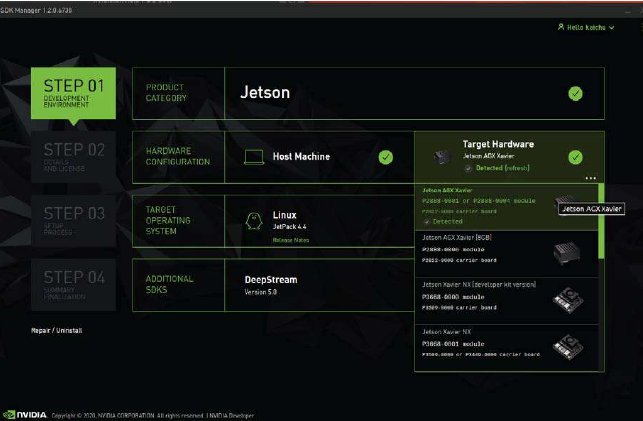 SDK Manager 1.2.0.6738
Hello kaichu
STEP 01
DEVELOPMENT
ENVIRONMENT
PRODUCT
CATEGORY
Jetson
STEP 02
DETAILS
AND LICENSE
HARDWARE
CONFIGURATION
Host Machine
Target Hardware
Jetson AGX Xavier
Detected (refresh)
...
Jetson AGX Xavier
P2888-0001 or P2888-0004 module
P2822-0000 carrier board
Detected
Jetson AGX Xavier
STEP 03
SETUP
PROCESS
TARGET
OPERATING
SYSTEM
Linux
JetPack 4.4
Release Notes
Jetson AGX Xavier [8GB]
P2888-0060 module
P2822-0000 carrier board
STEP 04
SUMMARY
FINALIZATION
ADDITIONAL
SDKS
DeepStream
Version 5.0
Jetson Xavier NX (developer kit version)
P3668-0000 module
P3509-0000 carrier board
Jetson Xavier NX
P3668-0001 module
P3509-0000 or P3449-0000 carrier board
Repair / Uninstall
NVIDIA. Copyright © 2020, NVIDIA CORPORATION. All rights reserved. | NVIDIA Developer